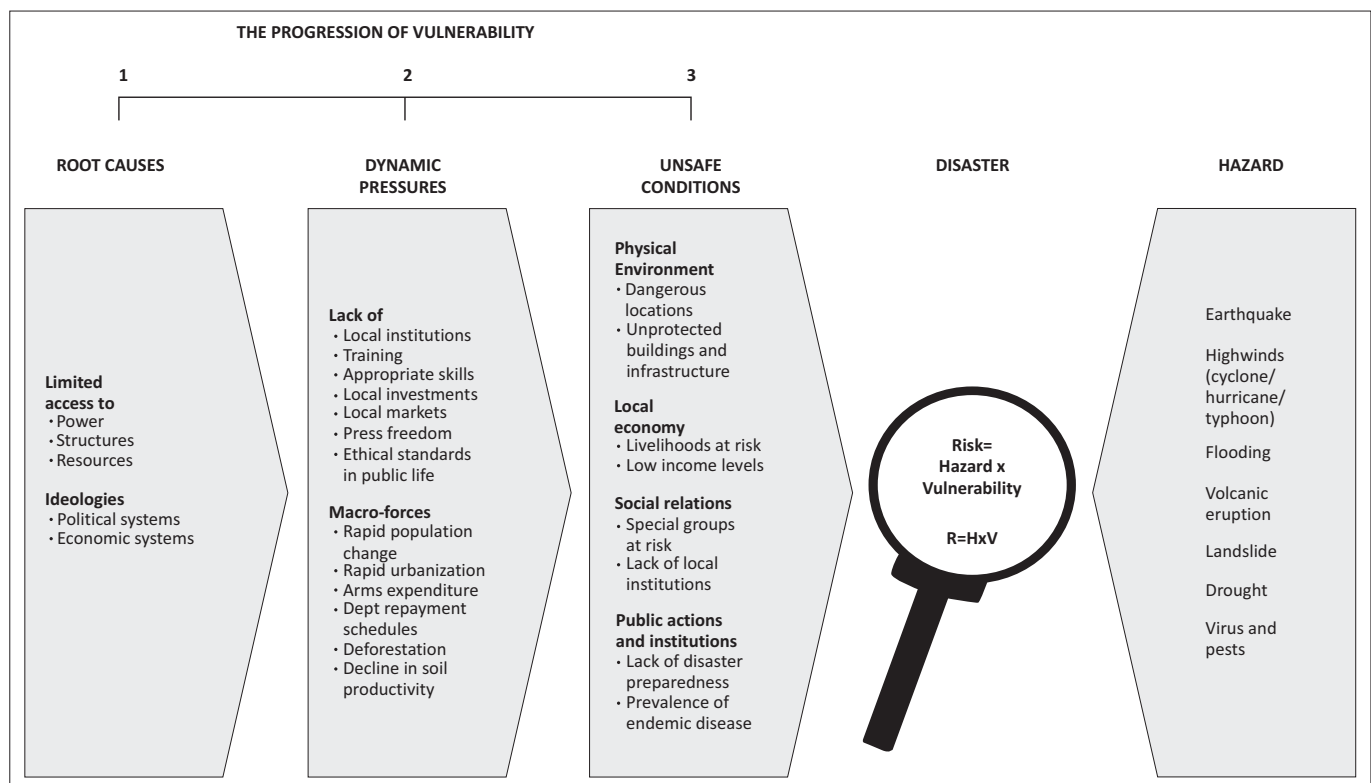 THE PROGRESSION OF VULNERABILITY
1
2
3
ROOT CAUSES
DYNAMIC
PRESSURES
UNSAFE
CONDITIONS
DISASTER
HAZARD
Limited
access to
· Power
· Structures
· Resources
Ideologies
· Political systems
· Economic systems
Lack of
· Local institutions
· Training
· Appropriate skills
· Local investments
· Local markets
· Press freedom
· Ethical standards
in public life
Macro-forces
· Rapid population
change
· Rapid urbanization
· Arms expenditure
· Dept repayment
schedules
· Deforestation
· Decline in soil
productivity
Physical
Environment
· Dangerous
locations
· Unprotected
buildings and
infrastructure
Local
economy
· Livelihoods at risk
· Low income levels
Social relations
· Special groups
at risk
· Lack of local
institutions
Public actions
and institutions
· Lack of disaster
preparedness
· Prevalence of
endemic disease
Risk=
Hazard x
Vulnerability
R=HxV
Earthquake
Highwinds
(cyclone/
hurricane/
typhoon)
Flooding
Volcanic
eruption
Landslide
Drought
Virus and
pests